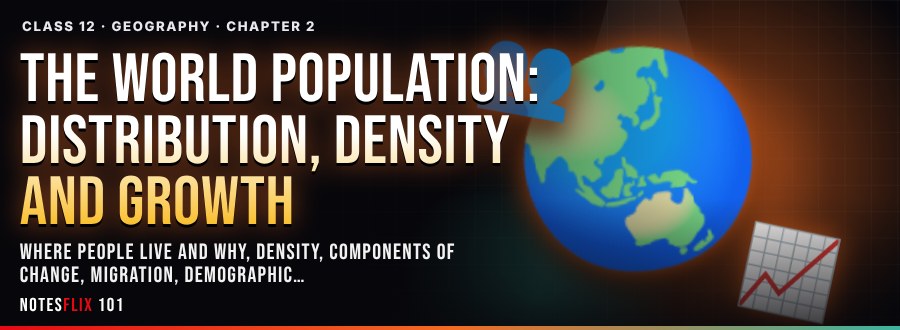 CLASS 12 · GEOGRAPHY · CHAPTER 2
THE WORLD POPULATION:
DISTRIBUTION, DENSITY
AND GROWTH
WHERE PEOPLE LIVE AND WHY, DENSITY, COMPONENTS OF
CHANGE, MIGRATION, DEMOGRAPHIC...
NOTESFLIX 101